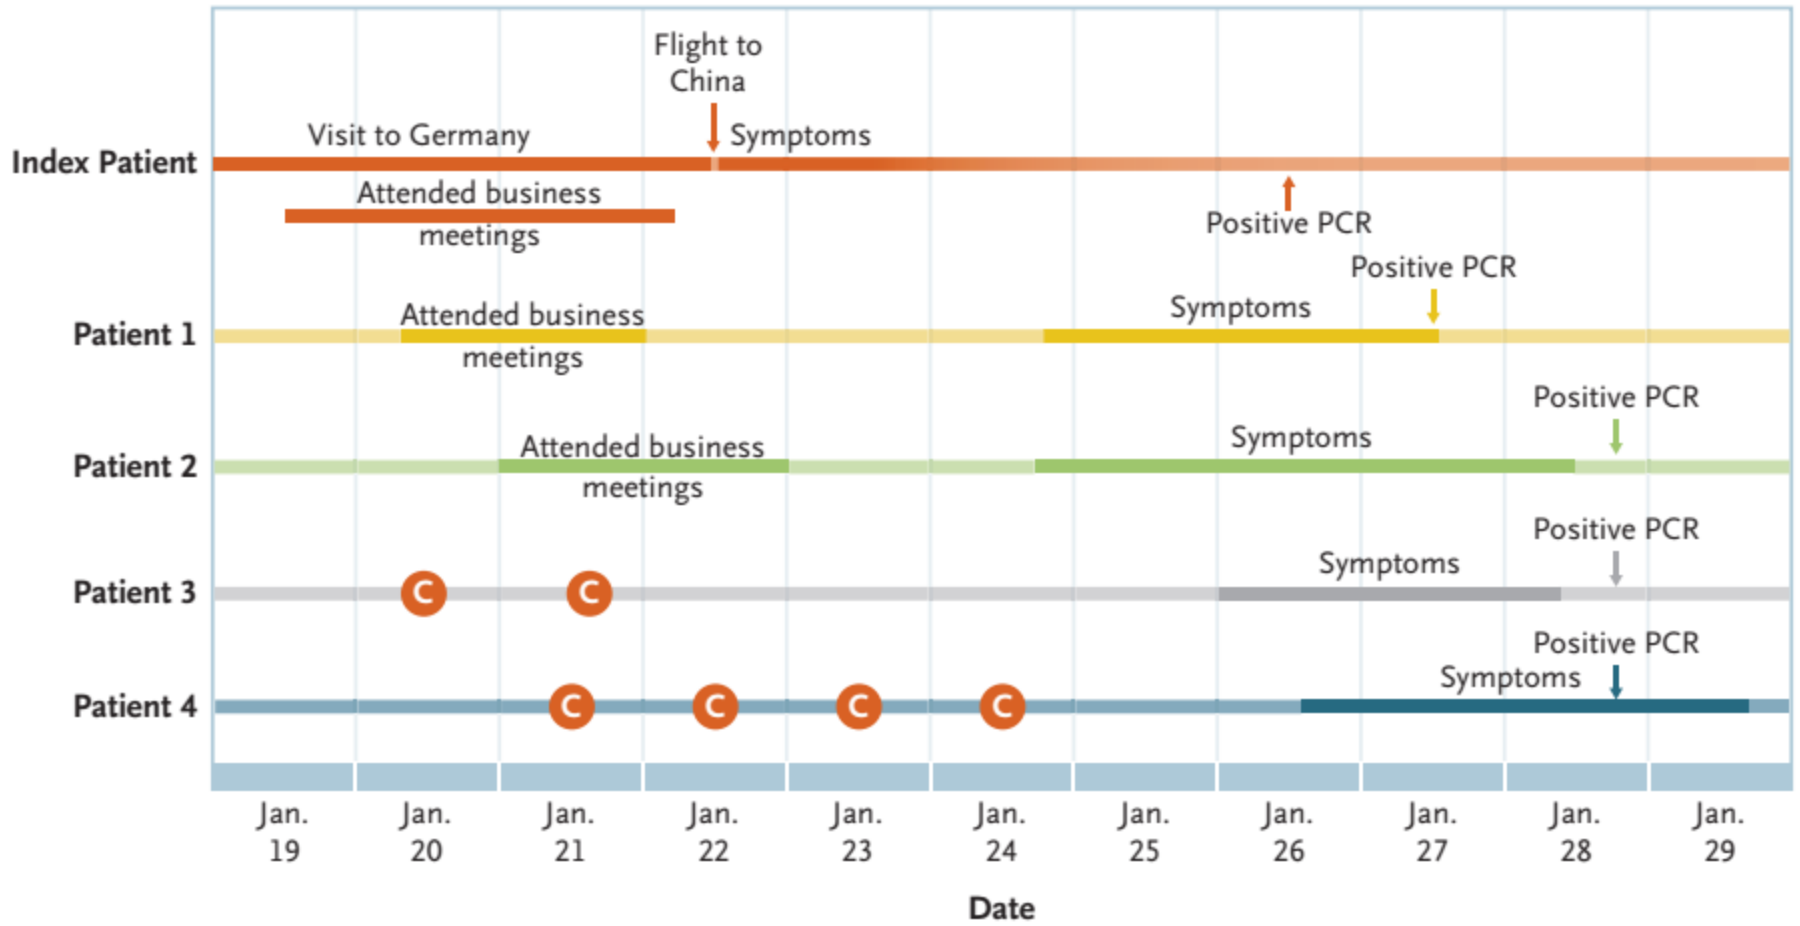 Flight to
China
Visit to Germany
Symptoms
Index Patient
Attended business
meetings
Positive PCR
Positive PCR
Attended business
Symptoms
Patient 1
meetings
Positive PCR
Attended business
Symptoms
Patient 2
meetings
Positive PCR
Symptoms
Patient 3
C C
Positive PCR
Symptoms
Patient 4
C C C C
Jan. Jan. Jan. Jan. Jan. Jan. Jan. Jan. Jan. Jan. Jan.
19 20 21 22 23 24 25 26 27 28 29
Date